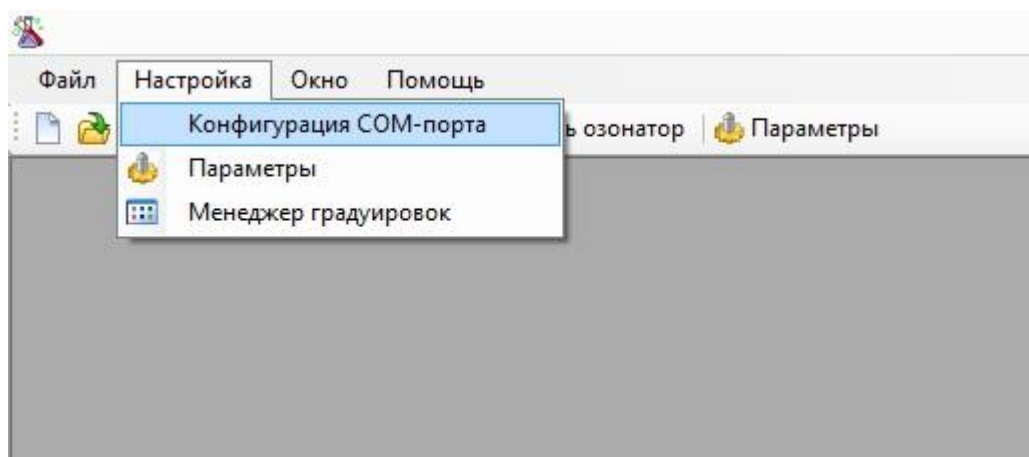 Файл Настройка Окно Помощь
Конфигурация COM-порта
ь озонатор Параметры
Параметры
Менеджер градуировок